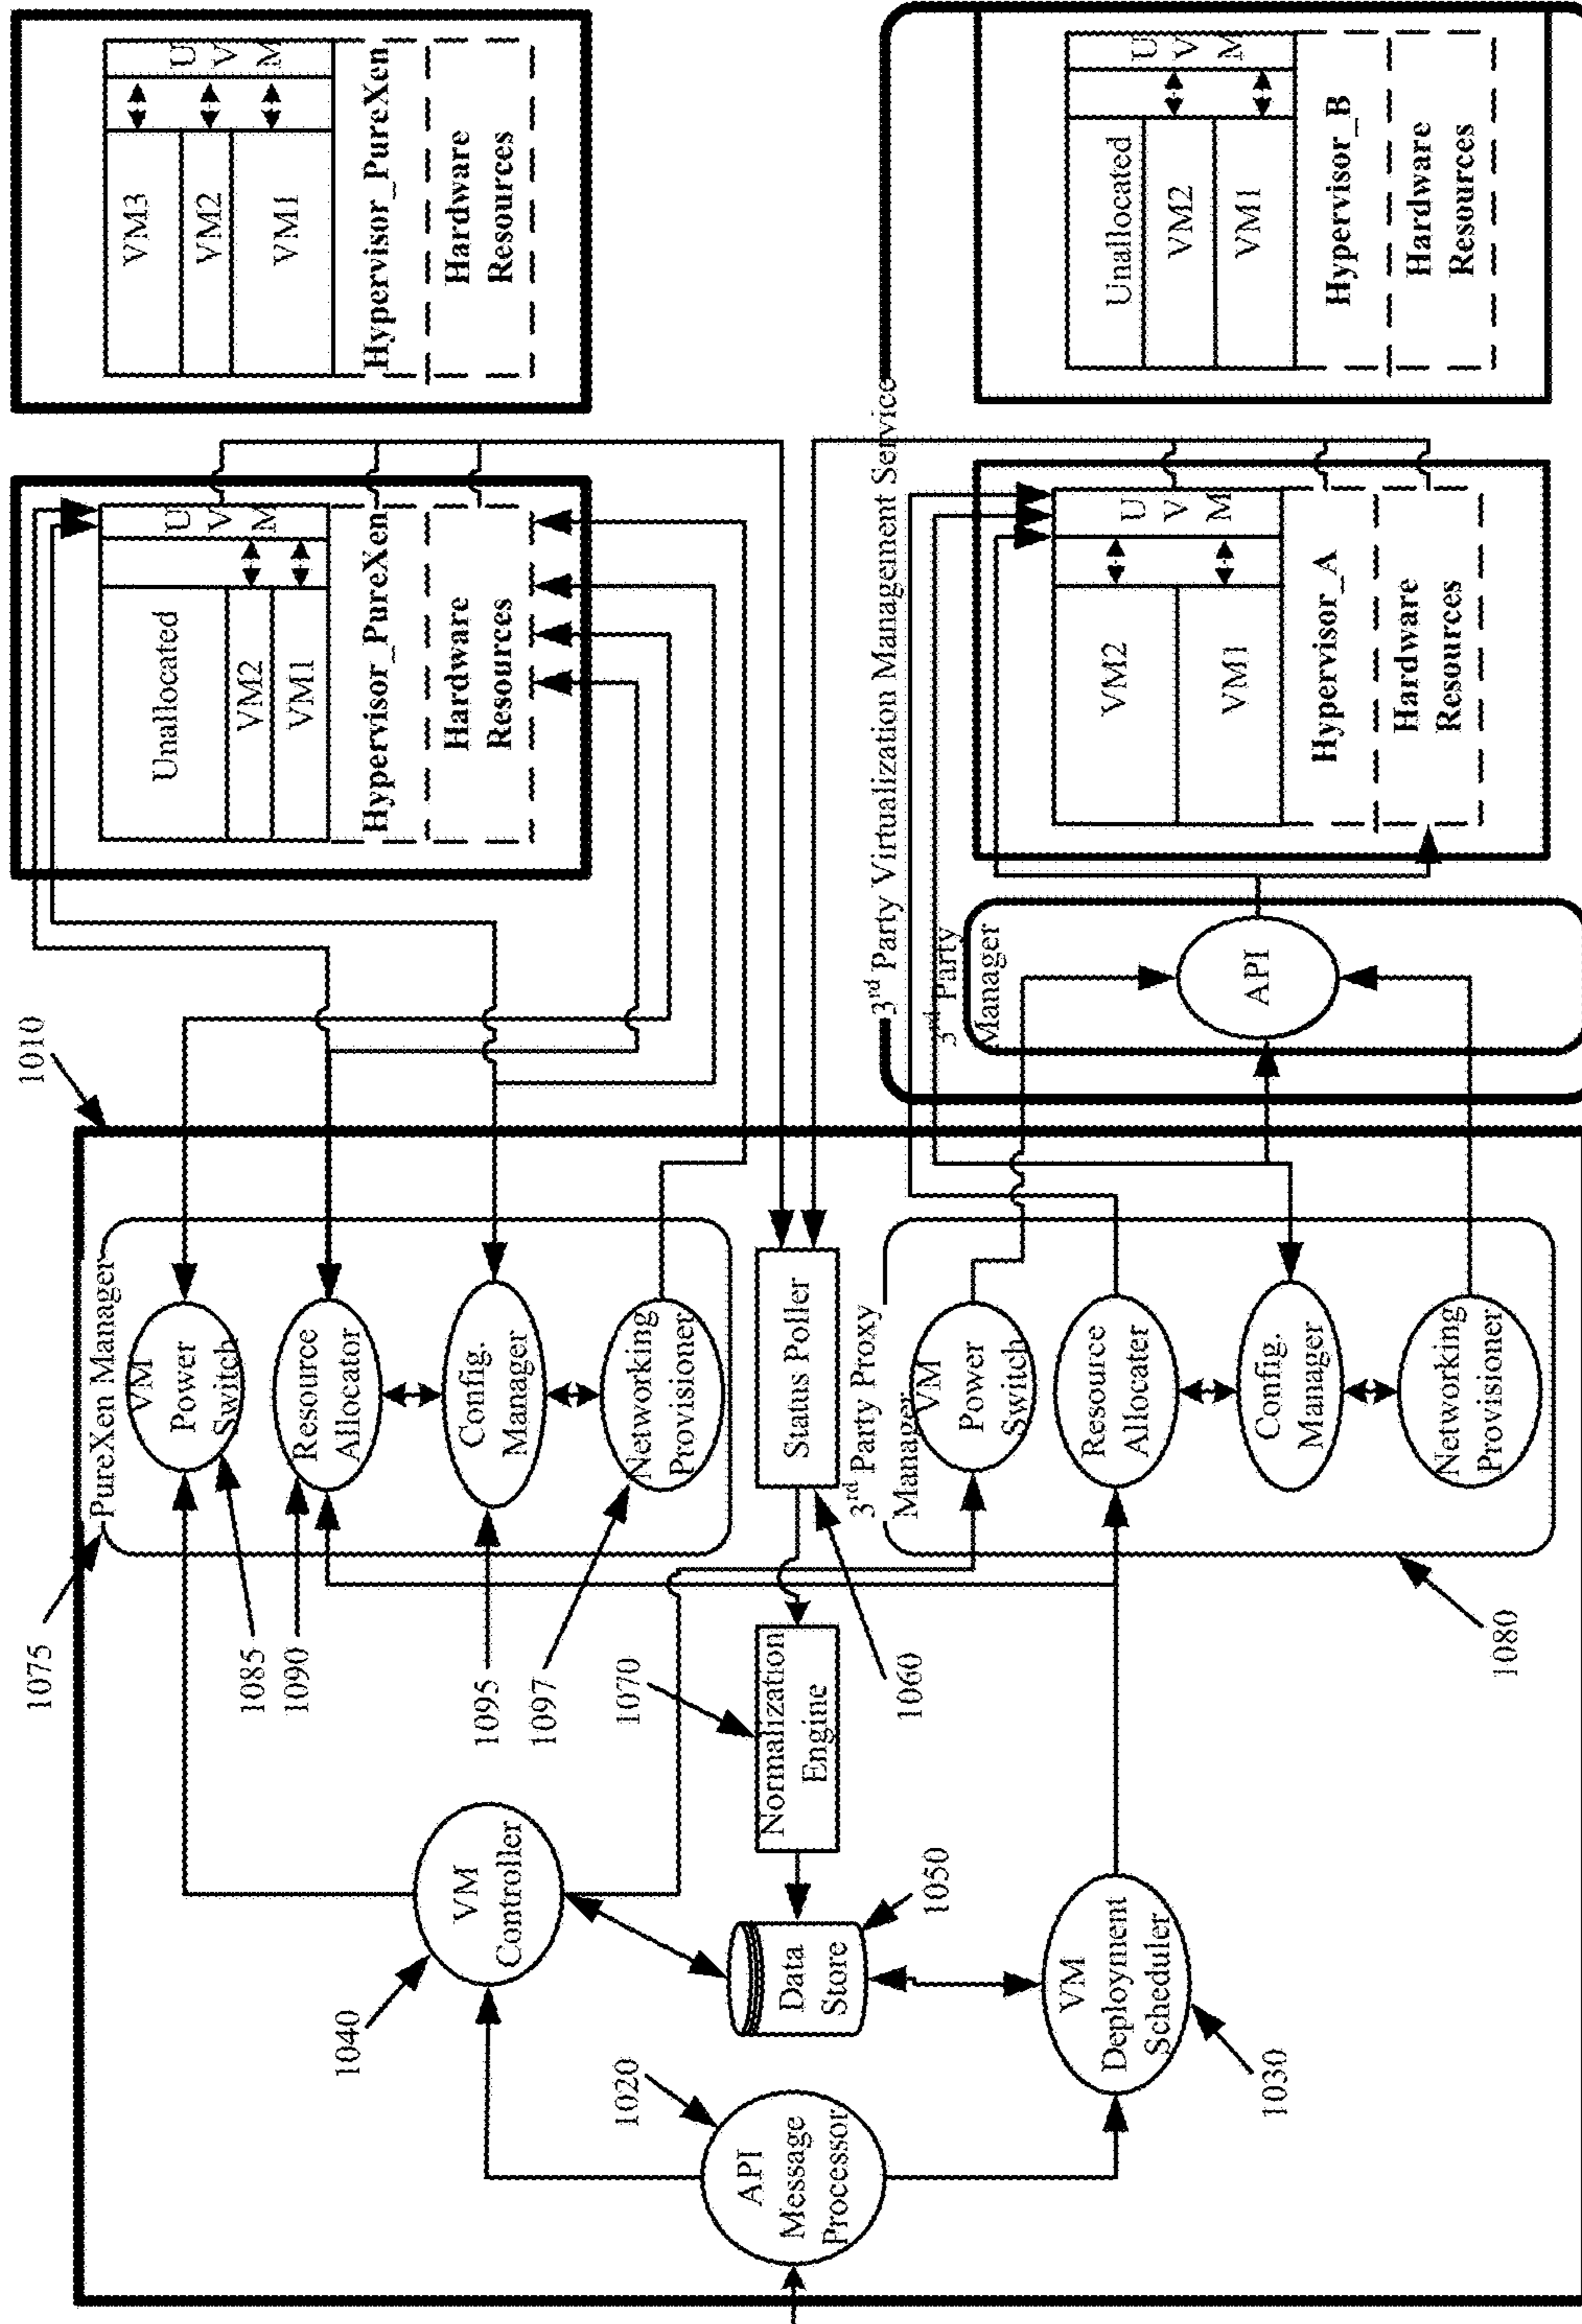 1010
1075
PureXen Manager
VM
Power
Switch
1085
Resource
Allocator
1090
Config.
Manager
1095
Networking
Provisioner
1097
VM
Controller
1040
API
Message
Processor
1020
Data
Store
1050
Normalization
Engine
1070
Status Poller
1060
VM
Deployment
Scheduler
1030
3rd Party Proxy
Manager
VM
Power
Switch
Resource
Allocater
Config.
Manager
Networking
Provisioner
1080
Unallocated
VM2
VM1
U
V
M
Hypervisor_PureXen
Hardware
Resources
VM3
VM2
VM1
U
V
M
Hypervisor_PureXen
Hardware
Resources
3rd Party Virtualization Management Service
3rd Party
Manager
API
VM2
VM1
U
V
M
Hypervisor_A
Hardware
Resources
Unallocated
VM2
VM1
U
V
M
Hypervisor_B
Hardware
Resources